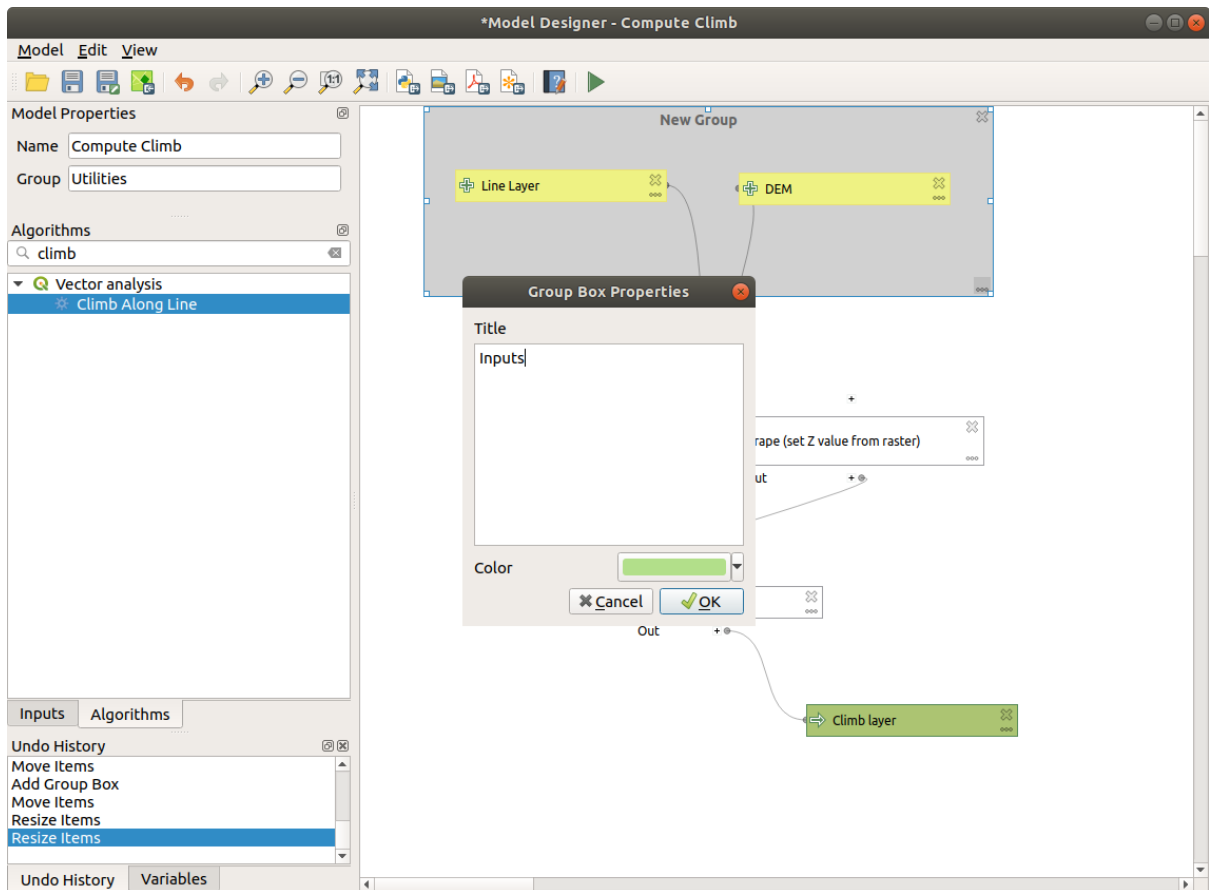 *Model Designer - Compute Climb
Model Edit View
Model Properties
Name Compute Climb
Group Utilities
Algorithms
climb
Vector analysis
Climb Along Line
Inputs Algorithms
Undo History
Move Items
Add Group Box
Move Items
Resize Items
Resize Items
Undo History Variables
New Group
Line Layer
DEM
Group Box Properties
Title
Inputs
Color
Cancel OK
+
rape (set Z value from raster)
ut +
Out +
Climb layer